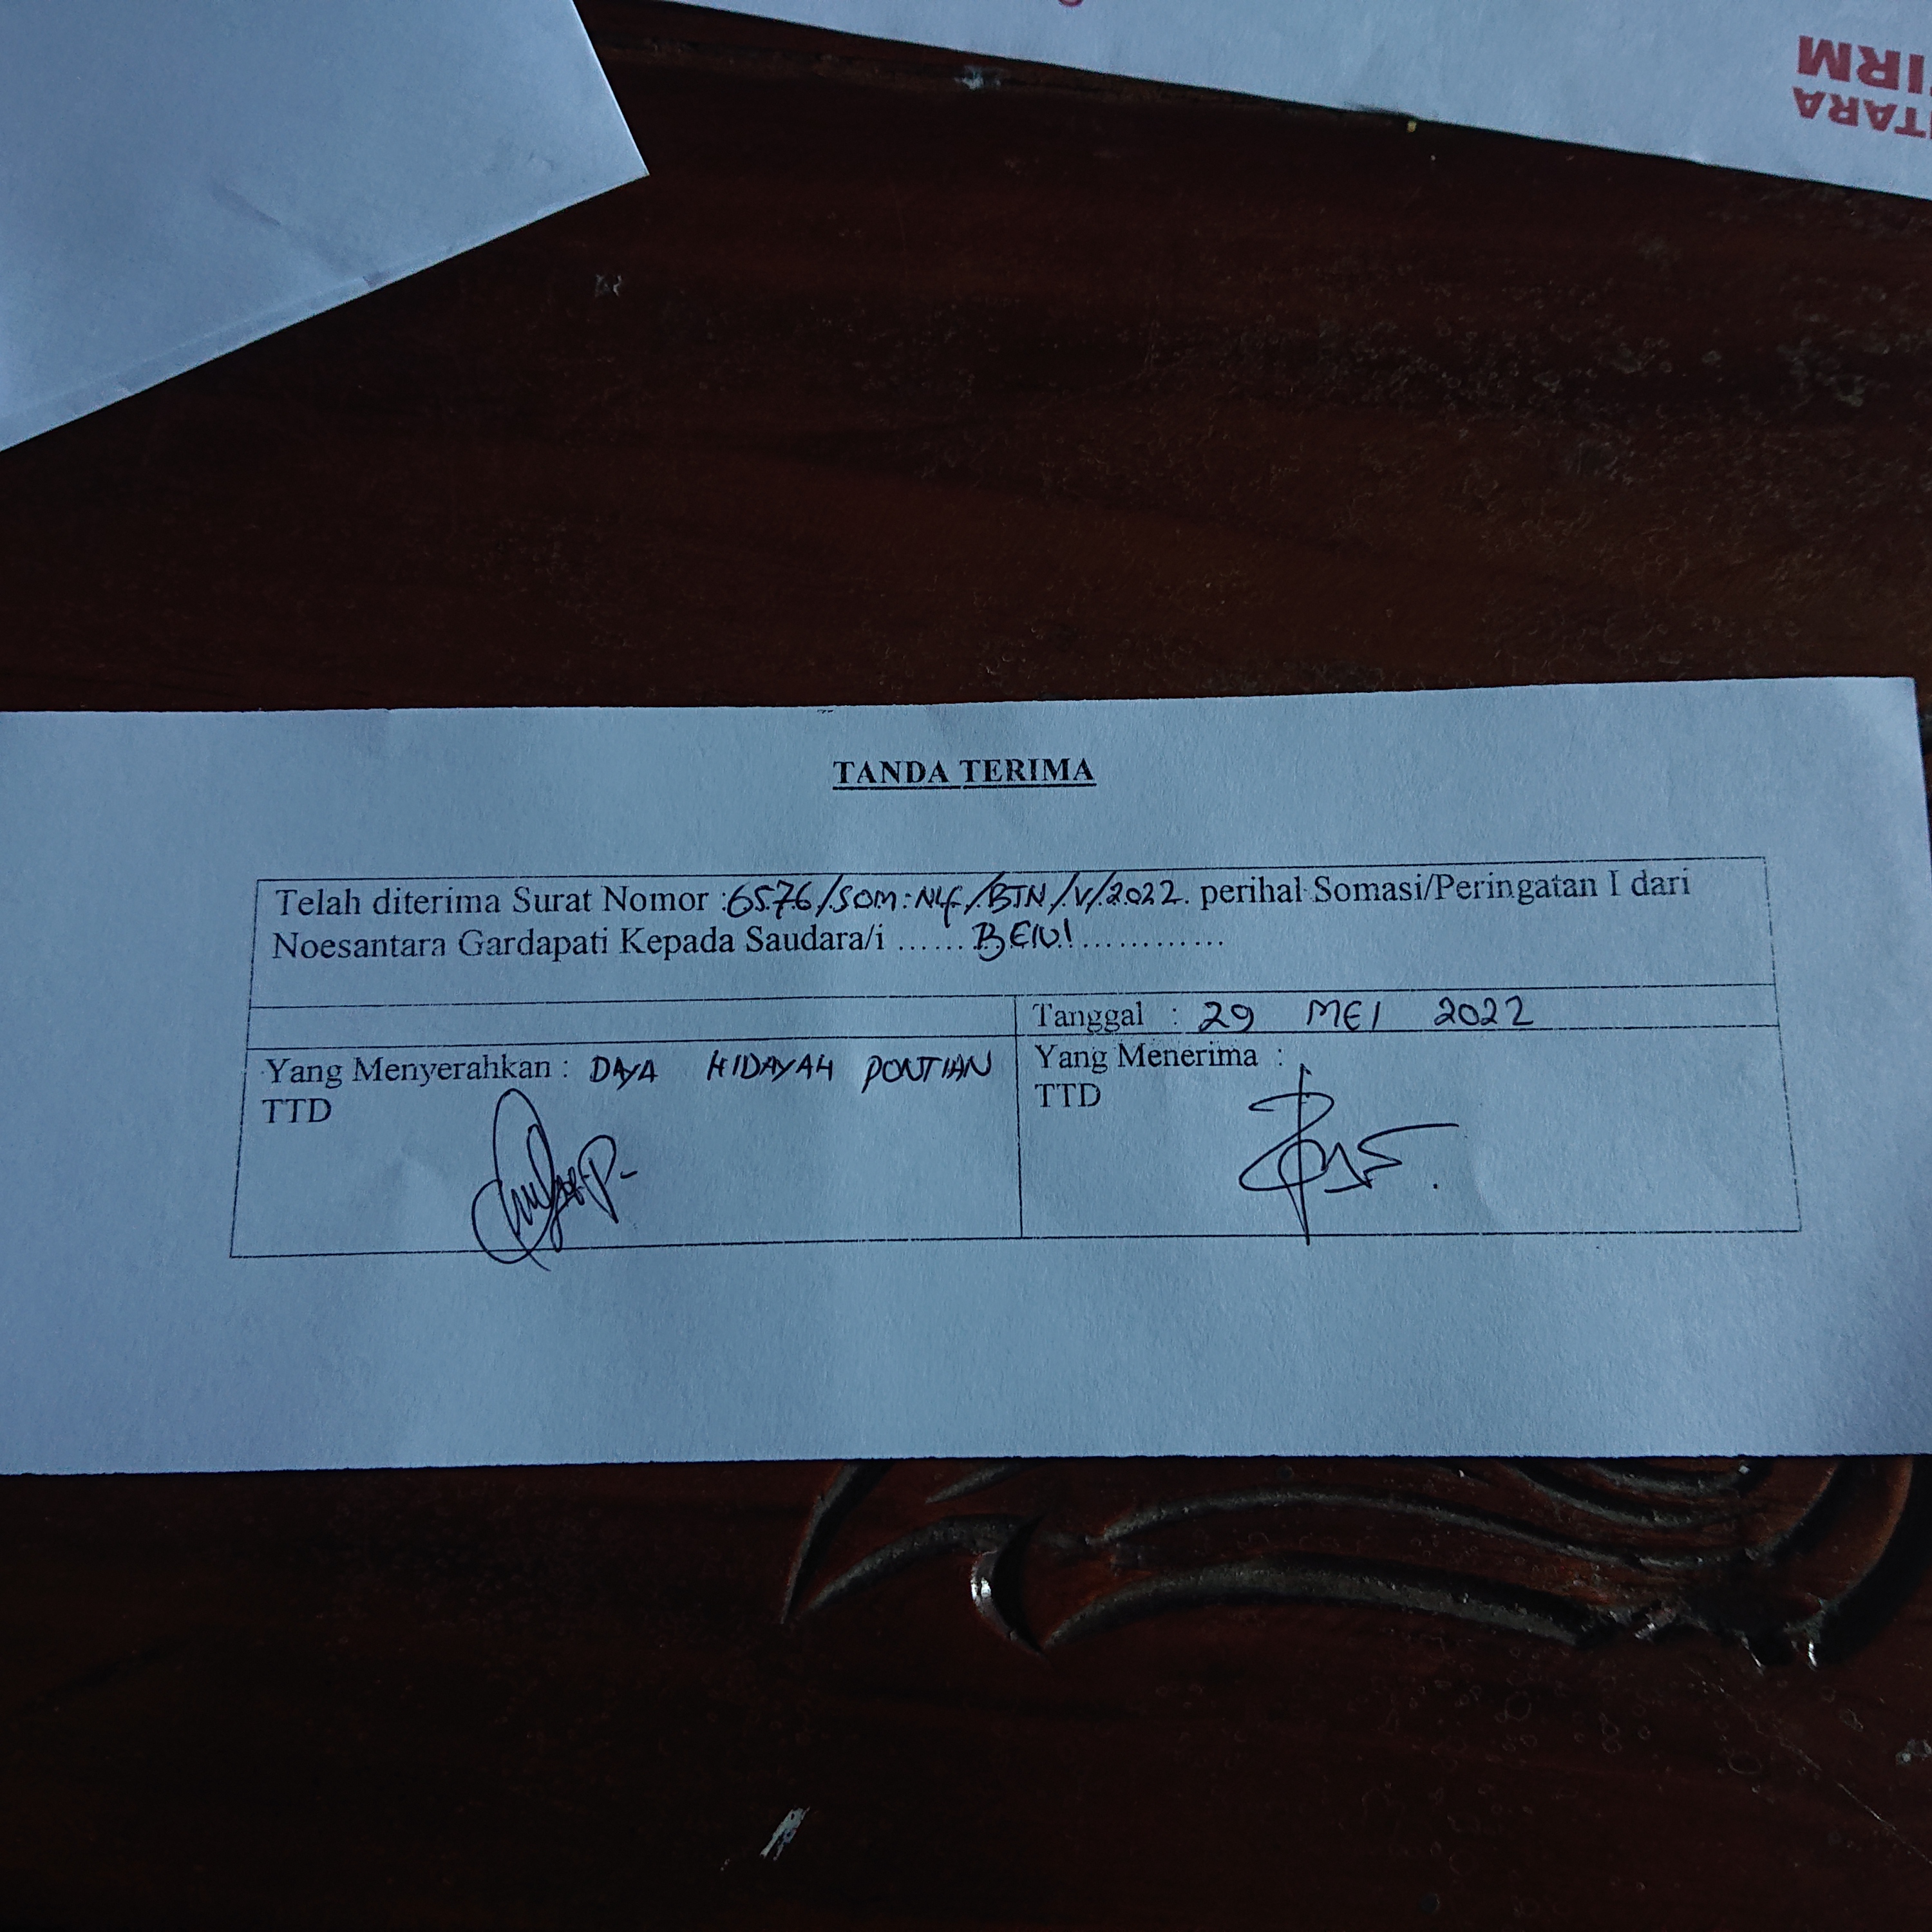 TARA
IRM
TANDA TERIMA
Telah diterima Surat Nomor :6576/SOM:NLF/BTN/V/2022. perihal Somasi/Peringatan I dari
Noesantara Gardapati Kepada Saudara/i ...... BENI ............
Tanggal : 29 MEI 2022
Yang Menyerahkan : DAYA HIDAYAH PONTIAN
TTD
Yang Menerima :
TTD